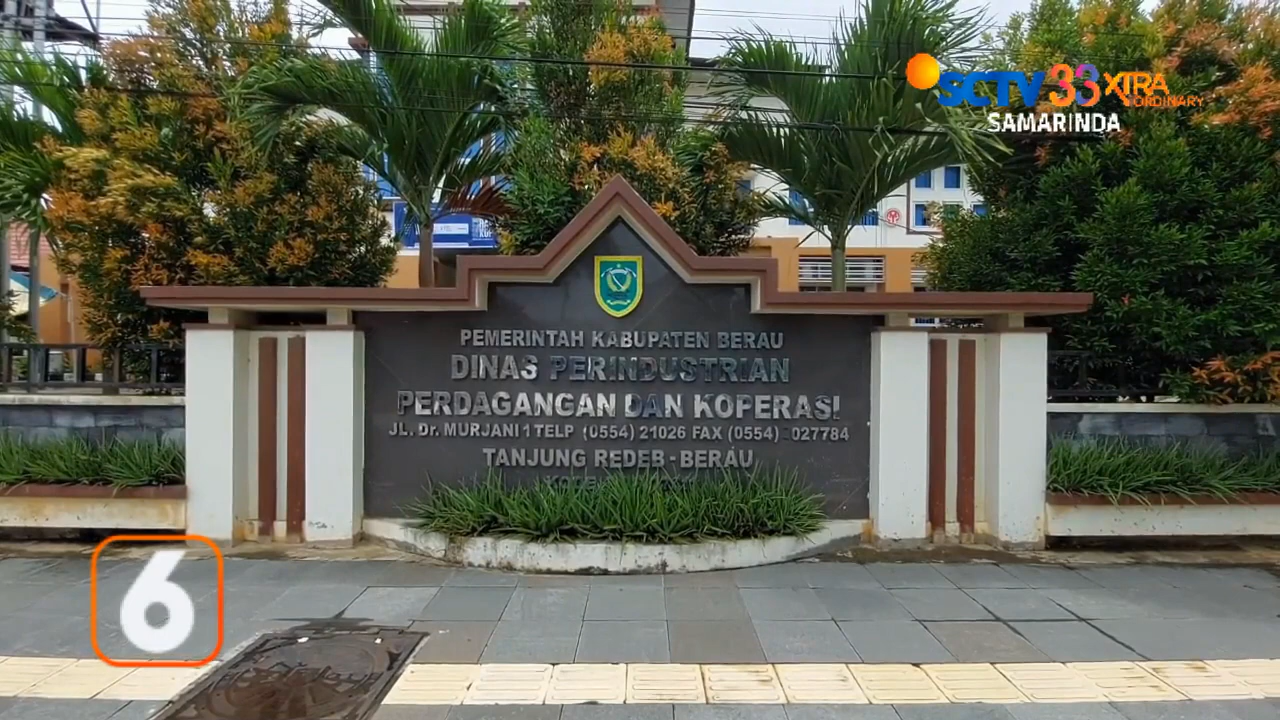 SCTV 33 XTRA
ORDINARY
SAMARINDA
PEMERINTAH KABUPATEN BERAU
DINAS PERINDUSTRIAN
PERDAGANGAN DAN KOPERASI
JL. Dr. MURJANI 1 TELP (0554) 21026 FAX (0554) 2027784
TANJUNG REDEB - BERAU
6